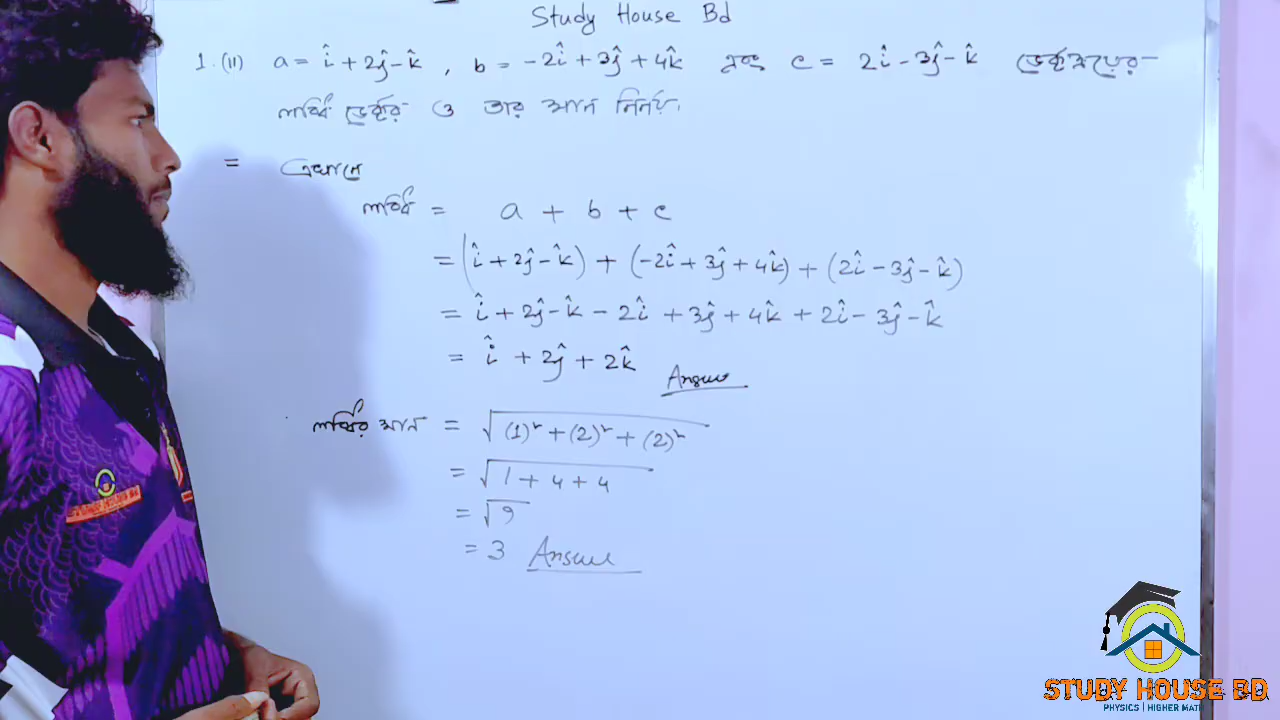 Study House Bd
1.(ii) a = î + 2ĵ - k̂ , b = -2î + 3ĵ + 4k̂ এবং c = 2î - 3ĵ - k̂ ভেক্টরত্রয়ের
লব্ধি ভেক্টর ও তার মান নির্নয়।
= এখানে
লব্ধি = a + b + c
= (î + 2ĵ - k̂) + (-2î + 3ĵ + 4k̂) + (2î - 3ĵ - k̂)
= î + 2ĵ - k̂ - 2î + 3ĵ + 4k̂ + 2î - 3ĵ - k̂
= î + 2ĵ + 2k̂ Answer
লব্ধির মান = √(1)² + (2)² + (2)²
= √1 + 4 + 4
= √9
= 3 Answer
STUDY HOUSE BD
PHYSICS | HIGHER MATH